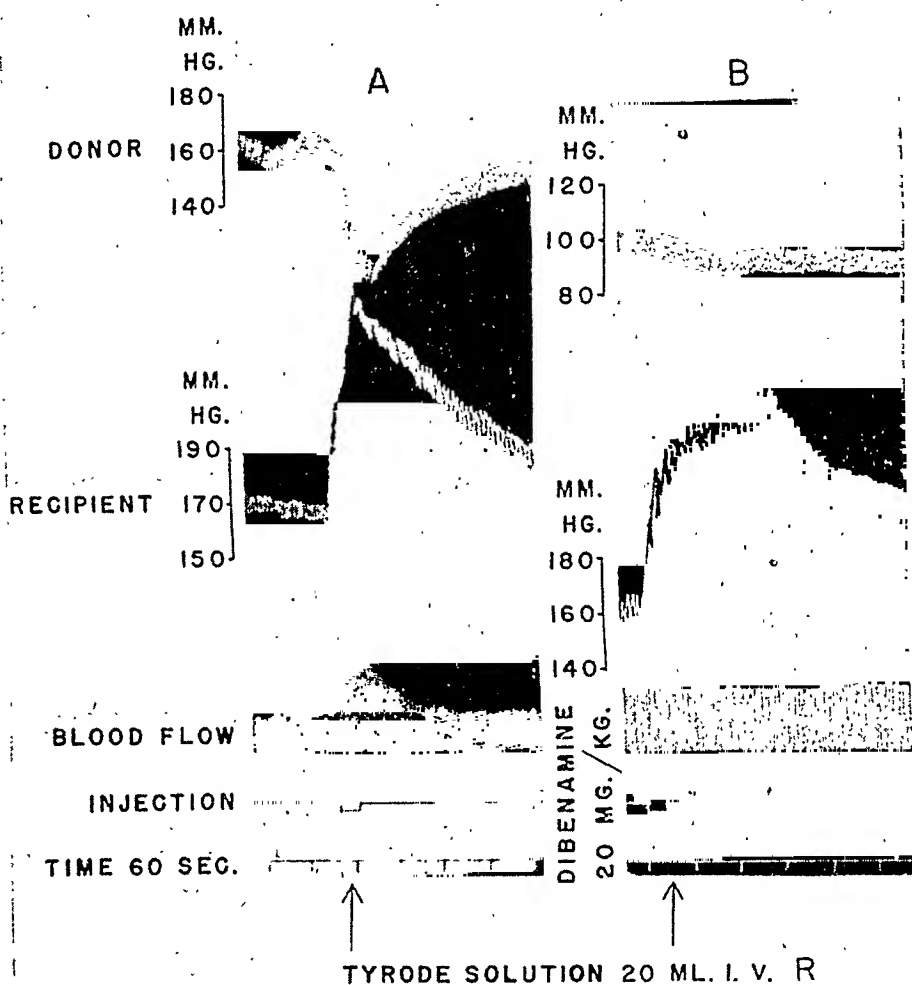 MM.
HG.
A
B
180
DONOR 160
140
MM.
HG.
120
100
80
MM.
HG.
190
RECIPIENT 170
150
MM.
HG.
180
160
140
BLOOD FLOW
INJECTION
TIME 60 SEC.
DIBENAMINE
20 MG./KG.
TYRODE SOLUTION 20 ML. I. V. R